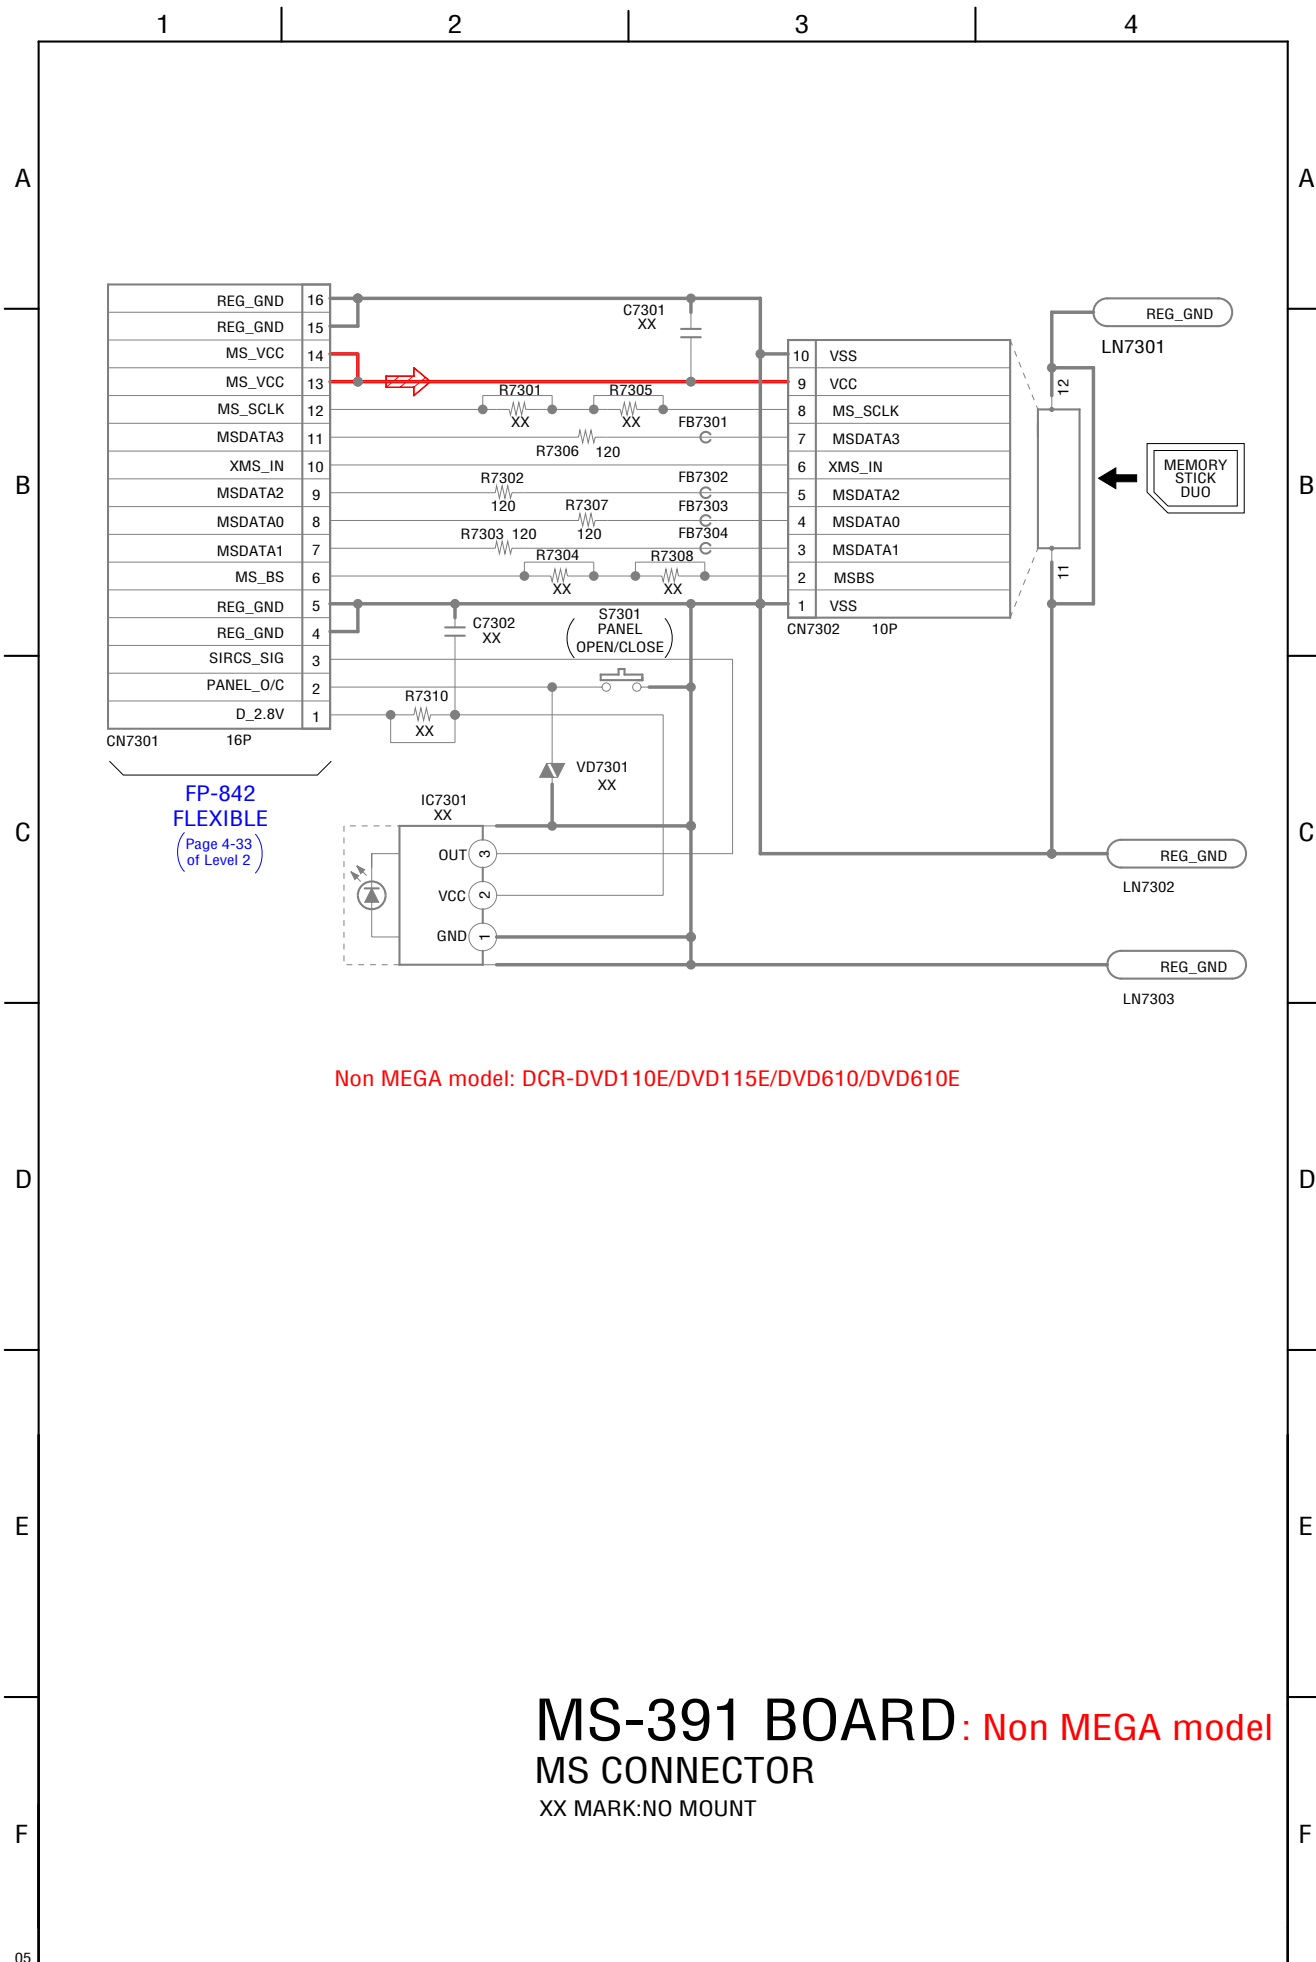 1 2 3 4
A A
REG_GND 16
REG_GND 15
MS_VCC 14
MS_VCC 13
MS_SCLK 12
MSDATA3 11
XMS_IN 10
MSDATA2 9
MSDATA0 8
MSDATA1 7
MS_BS 6
REG_GND 5
REG_GND 4
SIRCS_SIG 3
PANEL_O/C 2
D_2.8V 1
CN7301 16P
FP-842
FLEXIBLE
(Page 4-33
of Level 2)
C7301
XX
R7301
XX
R7305
XX
FB7301
R7306 120
R7302
120
FB7302
R7307
120
FB7303
R7303 120
FB7304
R7304
XX
R7308
XX
C7302
XX
S7301
(PANEL
OPEN/CLOSE)
R7310
XX
VD7301
XX
IC7301
XX
OUT 3
VCC 2
GND 1
10 VSS
9 VCC
8 MS_SCLK
7 MSDATA3
6 XMS_IN
5 MSDATA2
4 MSDATA0
3 MSDATA1
2 MSBS
1 VSS
CN7302 10P
12
11
REG_GND
LN7301
MEMORY
STICK
DUO
B B
REG_GND
LN7302
C C
REG_GND
LN7303
Non MEGA model: DCR-DVD110E/DVD115E/DVD610/DVD610E
D D
E E
MS-391 BOARD : Non MEGA model
MS CONNECTOR
XX MARK:NO MOUNT
F F
05